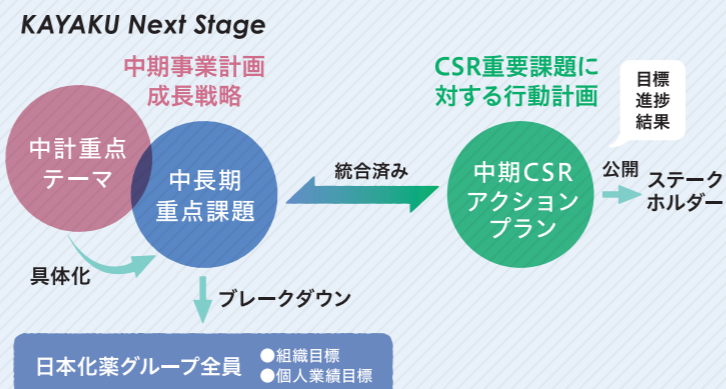 KAYAKU Next Stage
中期事業計画
成長戦略
中計重点
テーマ
中長期
重点課題
具体化
統合済み
CSR重要課題に
対する行動計画
中期CSR
アクション
プラン
目標
進捗
結果
公開
ステーク
ホルダー
ブレークダウン
日本化薬グループ全員
●組織目標
●個人業績目標